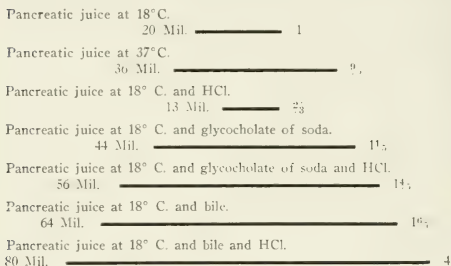 Pancreatic juice at 18°C.
20 Mil. 1
Pancreatic juice at 37°C.
36 Mil.
Pancreatic juice at 18° C. and HCl.
13 Mil. ⅔
Pancreatic juice at 18° C. and glycocholate of soda.
44 Mil.
Pancreatic juice at 18° C. and glycocholate of soda and HCl.
56 Mil.
Pancreatic juice at 18° C. and bile.
64 Mil.
Pancreatic juice at 18° C. and bile and HCl.
80 Mil. 4